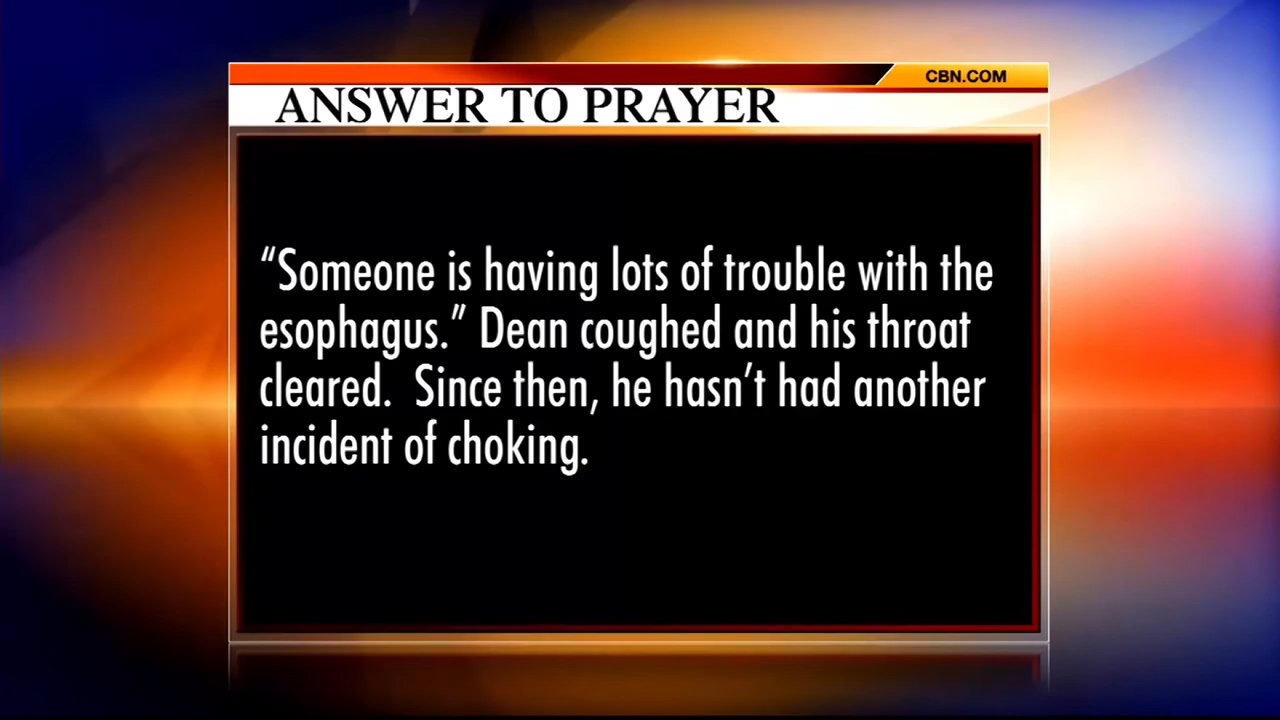 CBN.COM
ANSWER TO PRAYER
“Someone is having lots of trouble with the
esophagus.” Dean coughed and his throat
cleared.  Since then, he hasn’t had another
incident of choking.